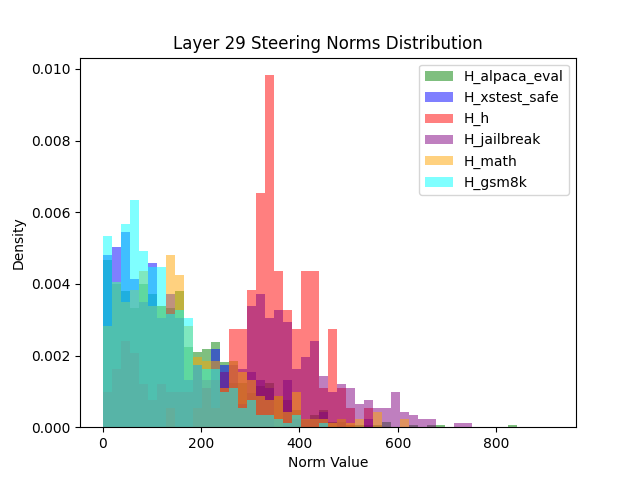 Layer 29 Steering Norms Distribution
0.010
0.008
0.006
0.004
0.002
0.000
Density
0
200
400
600
800
Norm Value
H_alpaca_eval
H_xstest_safe
H_h
H_jailbreak
H_math
H_gsm8k